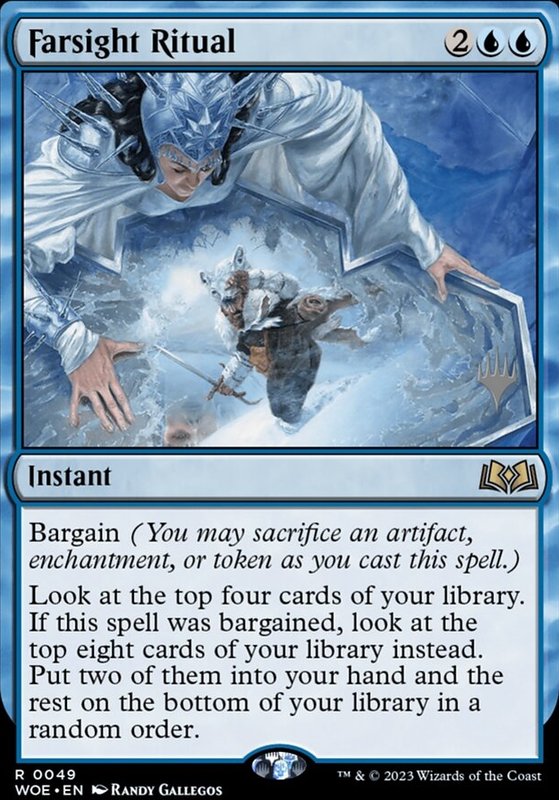 Farsight Ritual 2
Instant
Bargain (You may sacrifice an artifact,
enchantment, or token as you cast this spell.)
Look at the top four cards of your library.
If this spell was bargained, look at the
top eight cards of your library instead.
Put two of them into your hand and the
rest on the bottom of your library in a
random order.
R 0049
WOE • EN Randy Gallegos
™ & © 2023 Wizards of the Coast